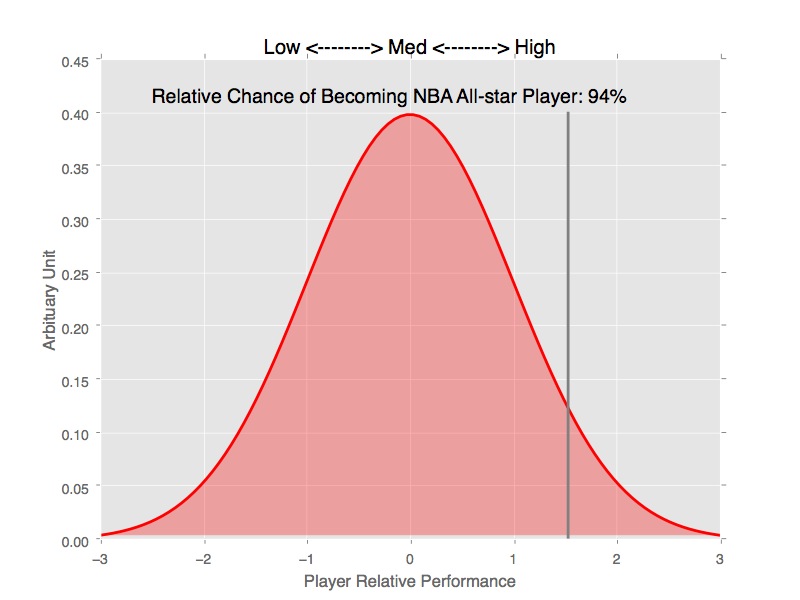 Low <--------> Med <--------> High
Relative Chance of Becoming NBA All-star Player: 94%
0.45
0.40
0.35
0.30
0.25
0.20
0.15
0.10
0.05
0.00
Arbituary Unit
−3 −2 −1 0 1 2 3
Player Relative Performance